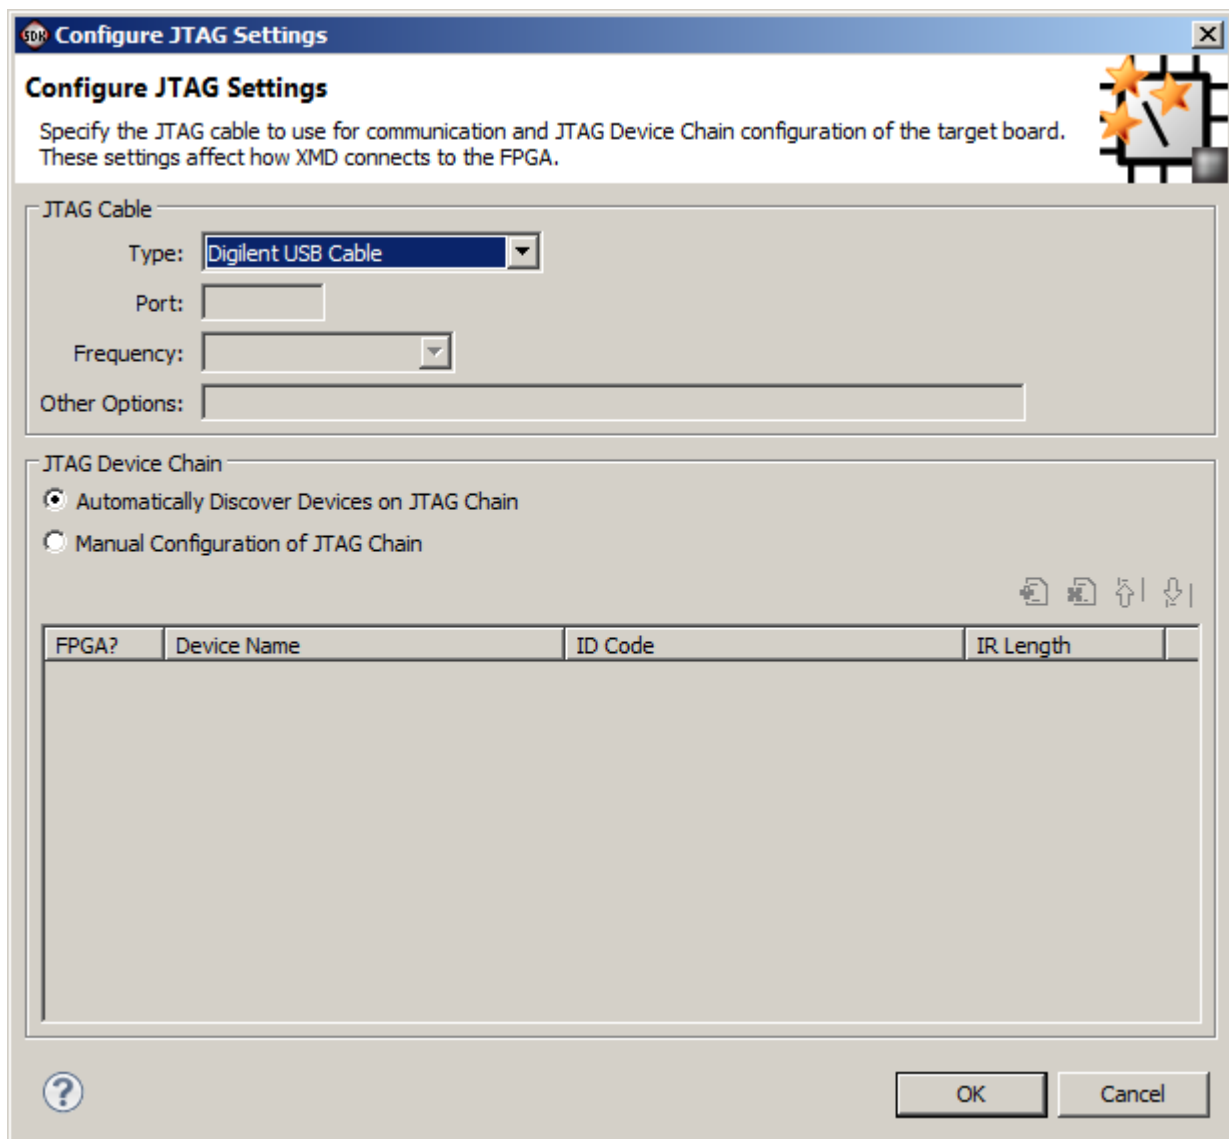 SDK Configure JTAG Settings
Configure JTAG Settings
Specify the JTAG cable to use for communication and JTAG Device Chain configuration of the target board.
These settings affect how XMD connects to the FPGA.
JTAG Cable
Type: Digilent USB Cable
Port:
Frequency:
Other Options:
JTAG Device Chain
Automatically Discover Devices on JTAG Chain
Manual Configuration of JTAG Chain
FPGA? Device Name ID Code IR Length
? OK Cancel